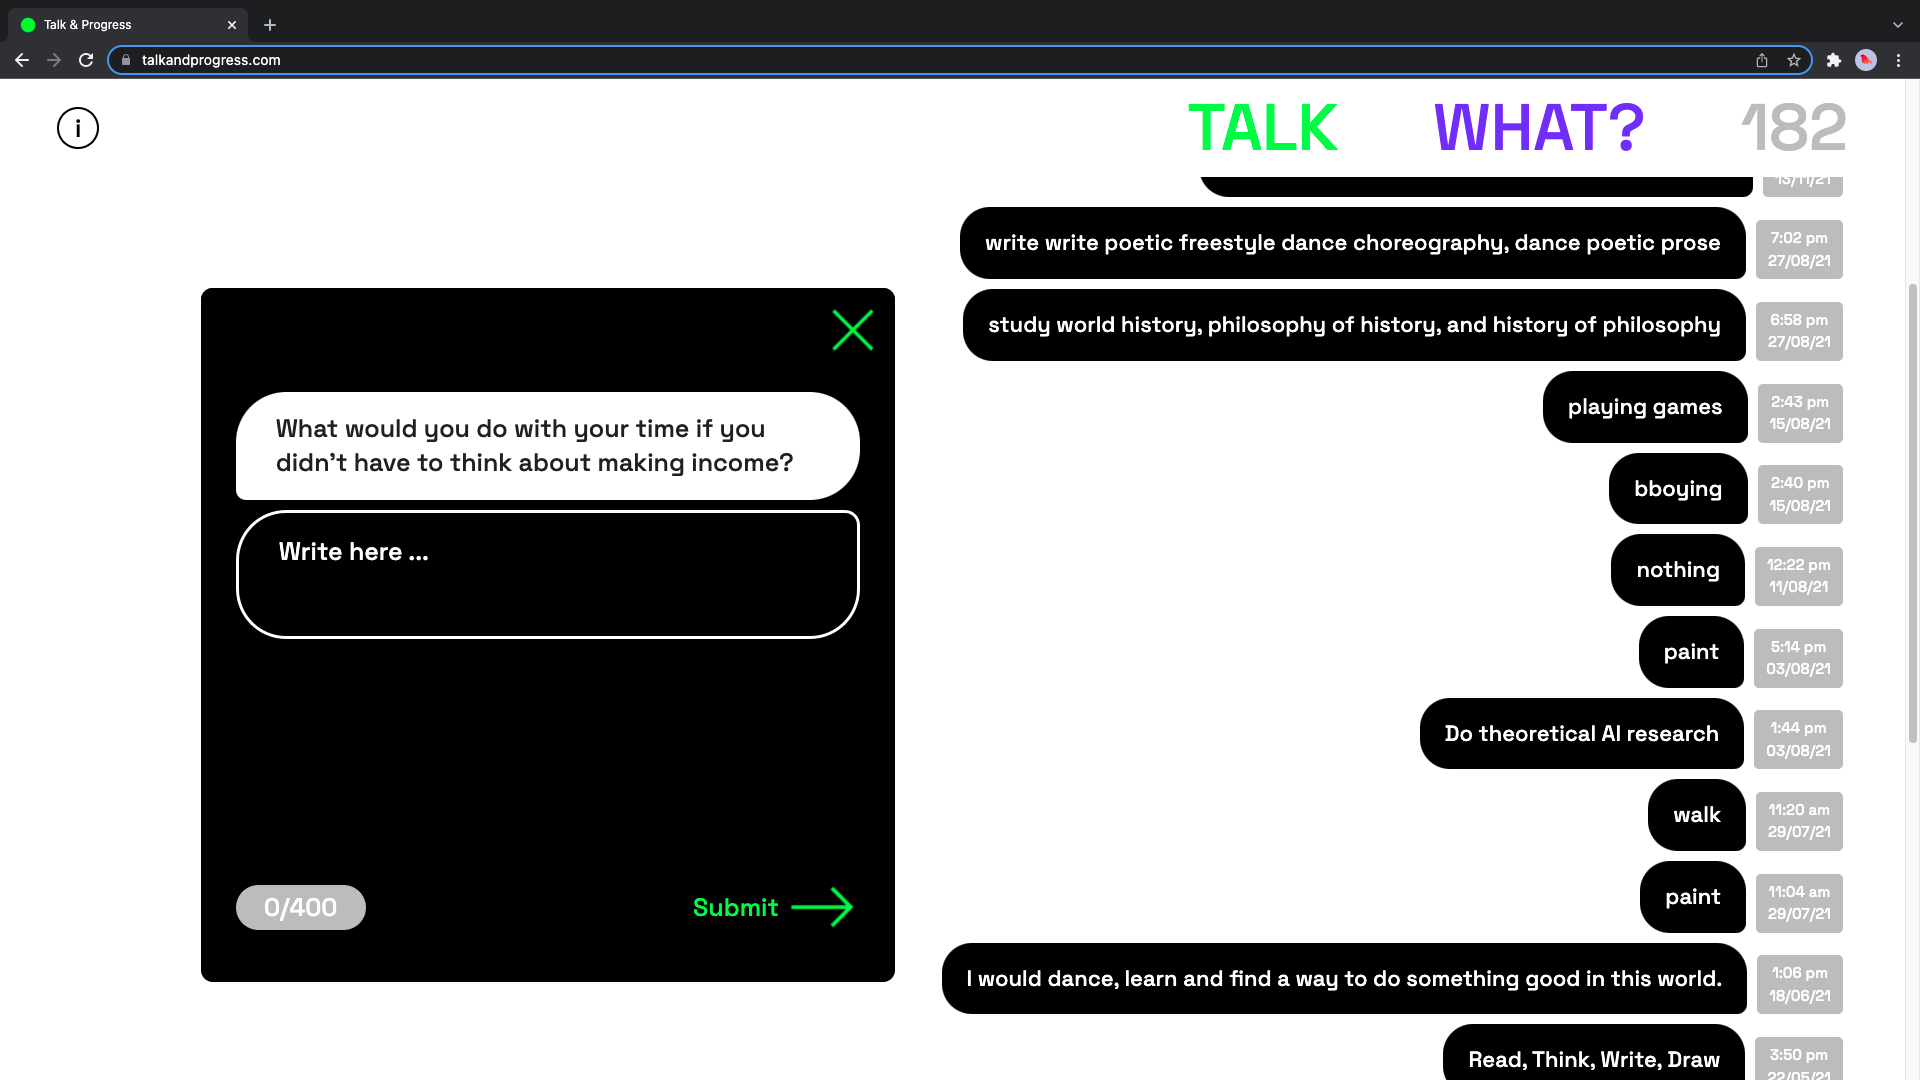 Talk & Progress
talkandprogress.com
i
TALK
WHAT?
182
13/11/21
write write poetic freestyle dance choreography, dance poetic prose
7:02 pm
27/08/21
study world history, philosophy of history, and history of philosophy
6:58 pm
27/08/21
playing games
2:43 pm
15/08/21
bboying
2:40 pm
15/08/21
nothing
12:22 pm
11/08/21
paint
5:14 pm
03/08/21
Do theoretical AI research
1:44 pm
03/08/21
walk
11:20 am
29/07/21
paint
11:04 am
29/07/21
I would dance, learn and find a way to do something good in this world.
1:06 pm
18/06/21
Read, Think, Write, Draw
3:50 pm
22/05/21
What would you do with your time if you
didn't have to think about making income?
Write here ...
0/400
Submit